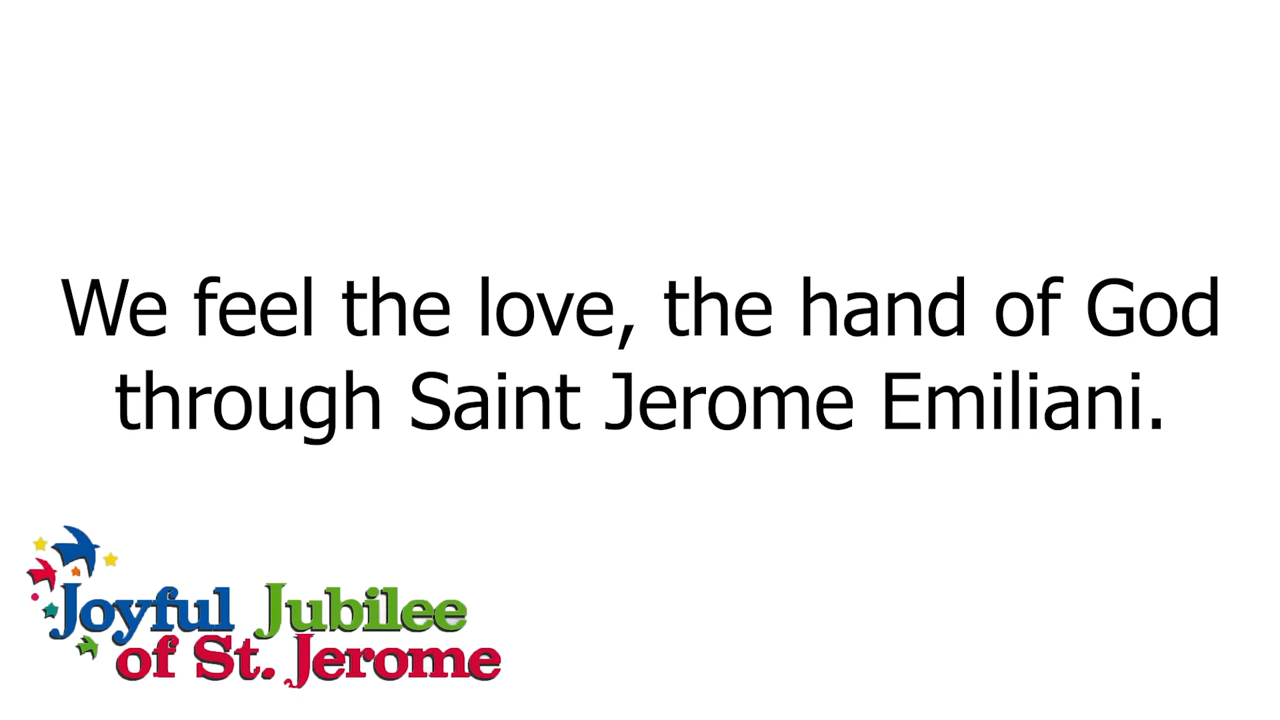 We feel the love, the hand of God
through Saint Jerome Emiliani.
Joyful Jubilee
of St. Jerome